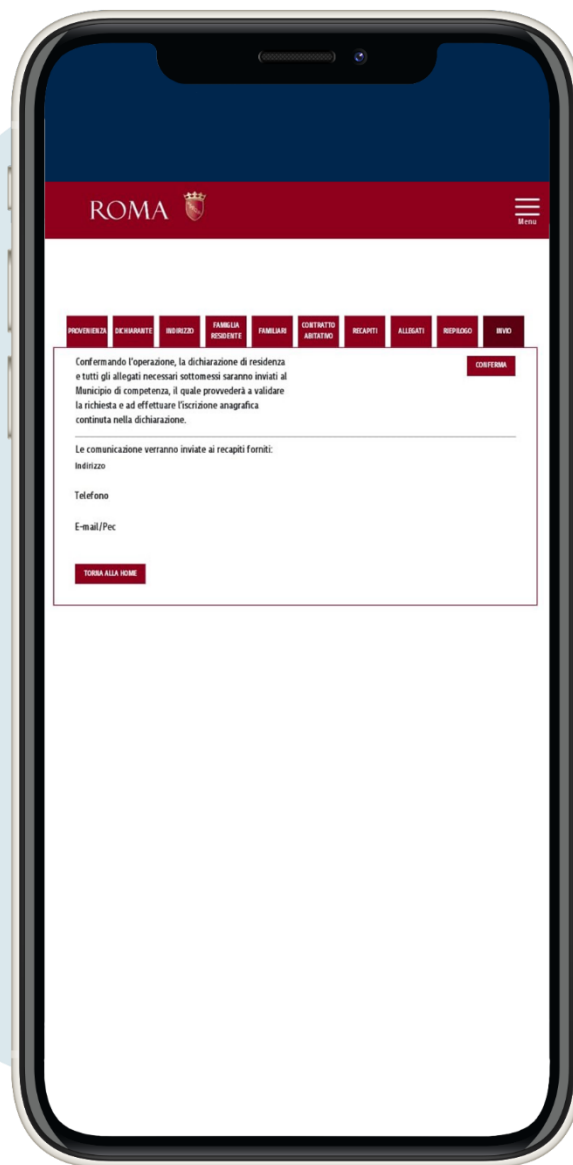 ROMA
Menu
PROVENIENZA DICHIARANTE INDIRIZZO FAMIGLIA RESIDENTE FAMILIARI CONTRATTO ABITATIVO RECAPITI ALLEGATI RIEPILOGO INVIO
Confermando l'operazione, la dichiarazione di residenza
e tutti gli allegati necessari sottomessi saranno inviati al
Municipio di competenza, il quale provvederà a validare
la richiesta e ad effettuare l'iscrizione anagrafica
continuta nella dichiarazione.
CONFERMA
Le comunicazione verranno inviate ai recapiti forniti:
Indirizzo
Telefono
E-mail/Pec
TORNA ALLA HOME